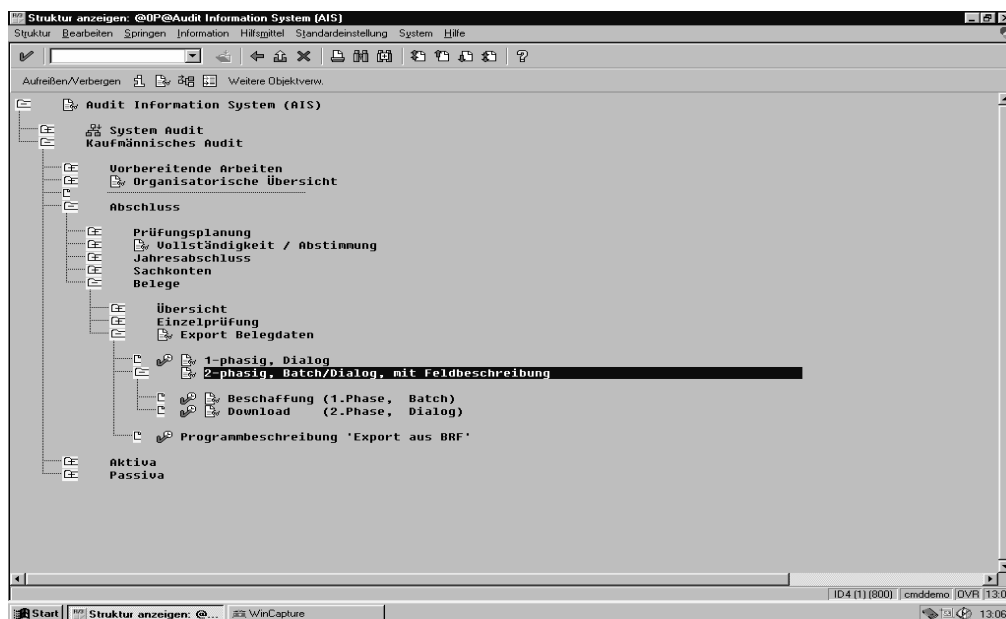 Struktur anzeigen: @0P@Audit Information System (AIS)
Struktur Bearbeiten Springen Information Hilfsmittel Standardeinstellung System Hilfe
Aufreißen/Verbergen Weitere Objektverw.
Audit Information System (AIS)
System Audit
Kaufmännisches Audit
Vorbereitende Arbeiten
Organisatorische Übersicht
Abschluss
Prüfungsplanung
Vollständigkeit / Abstimmung
Jahresabschluss
Sachkonten
Belege
Übersicht
Einzelprüfung
Export Belegdaten
1-phasig, Dialog
2-phasig, Batch/Dialog, mit Feldbeschreibung
Beschaffung (1.Phase, Batch)
Download (2.Phase, Dialog)
Programmbeschreibung 'Export aus BRF'
Aktiva
Passiva
ID4 (1) (800) cmddemo OVR 13:0
Start Struktur anzeigen: @... WinCapture 13:06